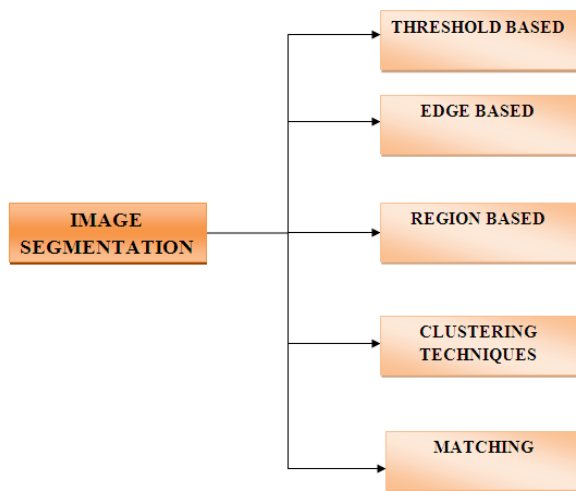 THRESHOLD BASED
EDGE BASED
IMAGE
SEGMENTATION
REGION BASED
CLUSTERING
TECHNIQUES
MATCHING